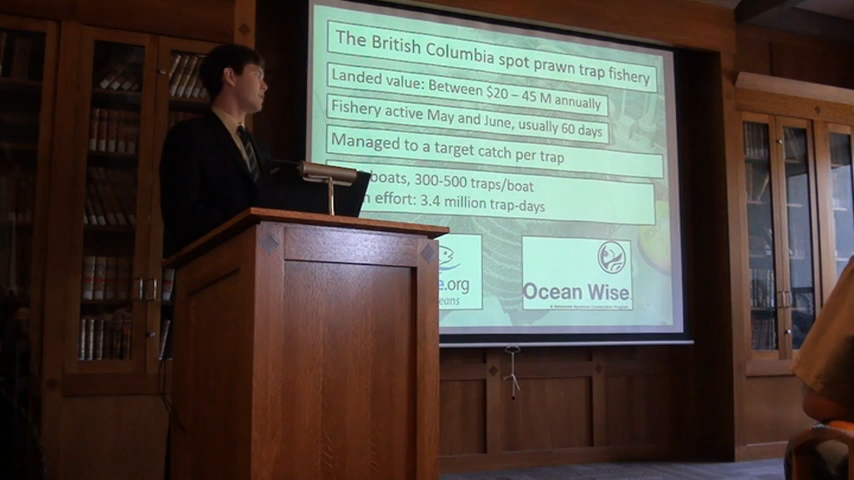 The British Columbia spot prawn trap fishery
Landed value: Between $20 – 45 M annually
Fishery active May and June, usually 60 days
Managed to a target catch per trap
boats, 300-500 traps/boat
effort: 3.4 million trap-days
e.org
eans
Ocean Wise.